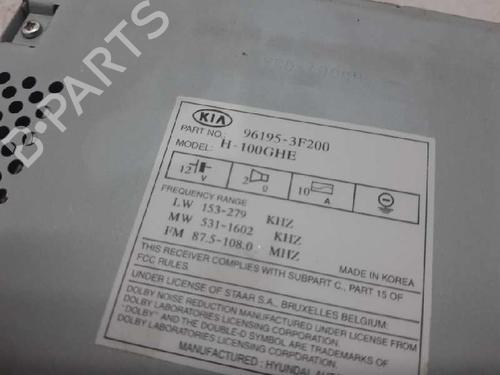 B-PARTS
KIA
PART NO.: 96195-3F200
MODEL: H-100GHE
12 V 2 Ω 10 A
FREQUENCY RANGE
LW 153-279 KHZ
MW 531-1602 KHZ
FM 87.5-108.0 MHZ
MADE IN KOREA
THIS RECEIVER COMPLIES WITH SUBPART C, PART 15 OF
FCC RULES.
UNDER LICENSE OF STAAR S.A., BRUXELLES BELGIUM:
DOLBY NOISE REDUCTION MANUFACTURED UNDER LICENSE FROM
DOLBY LABORATORIES LICENSING CORPORATION.
"DOLBY" AND THE DOUBLE-D SYMBOL ARE TRADEMARKS OF
DOLBY LABORATORIES LICENSING CORPORATION.
MANUFACTURED: HYUNDAI